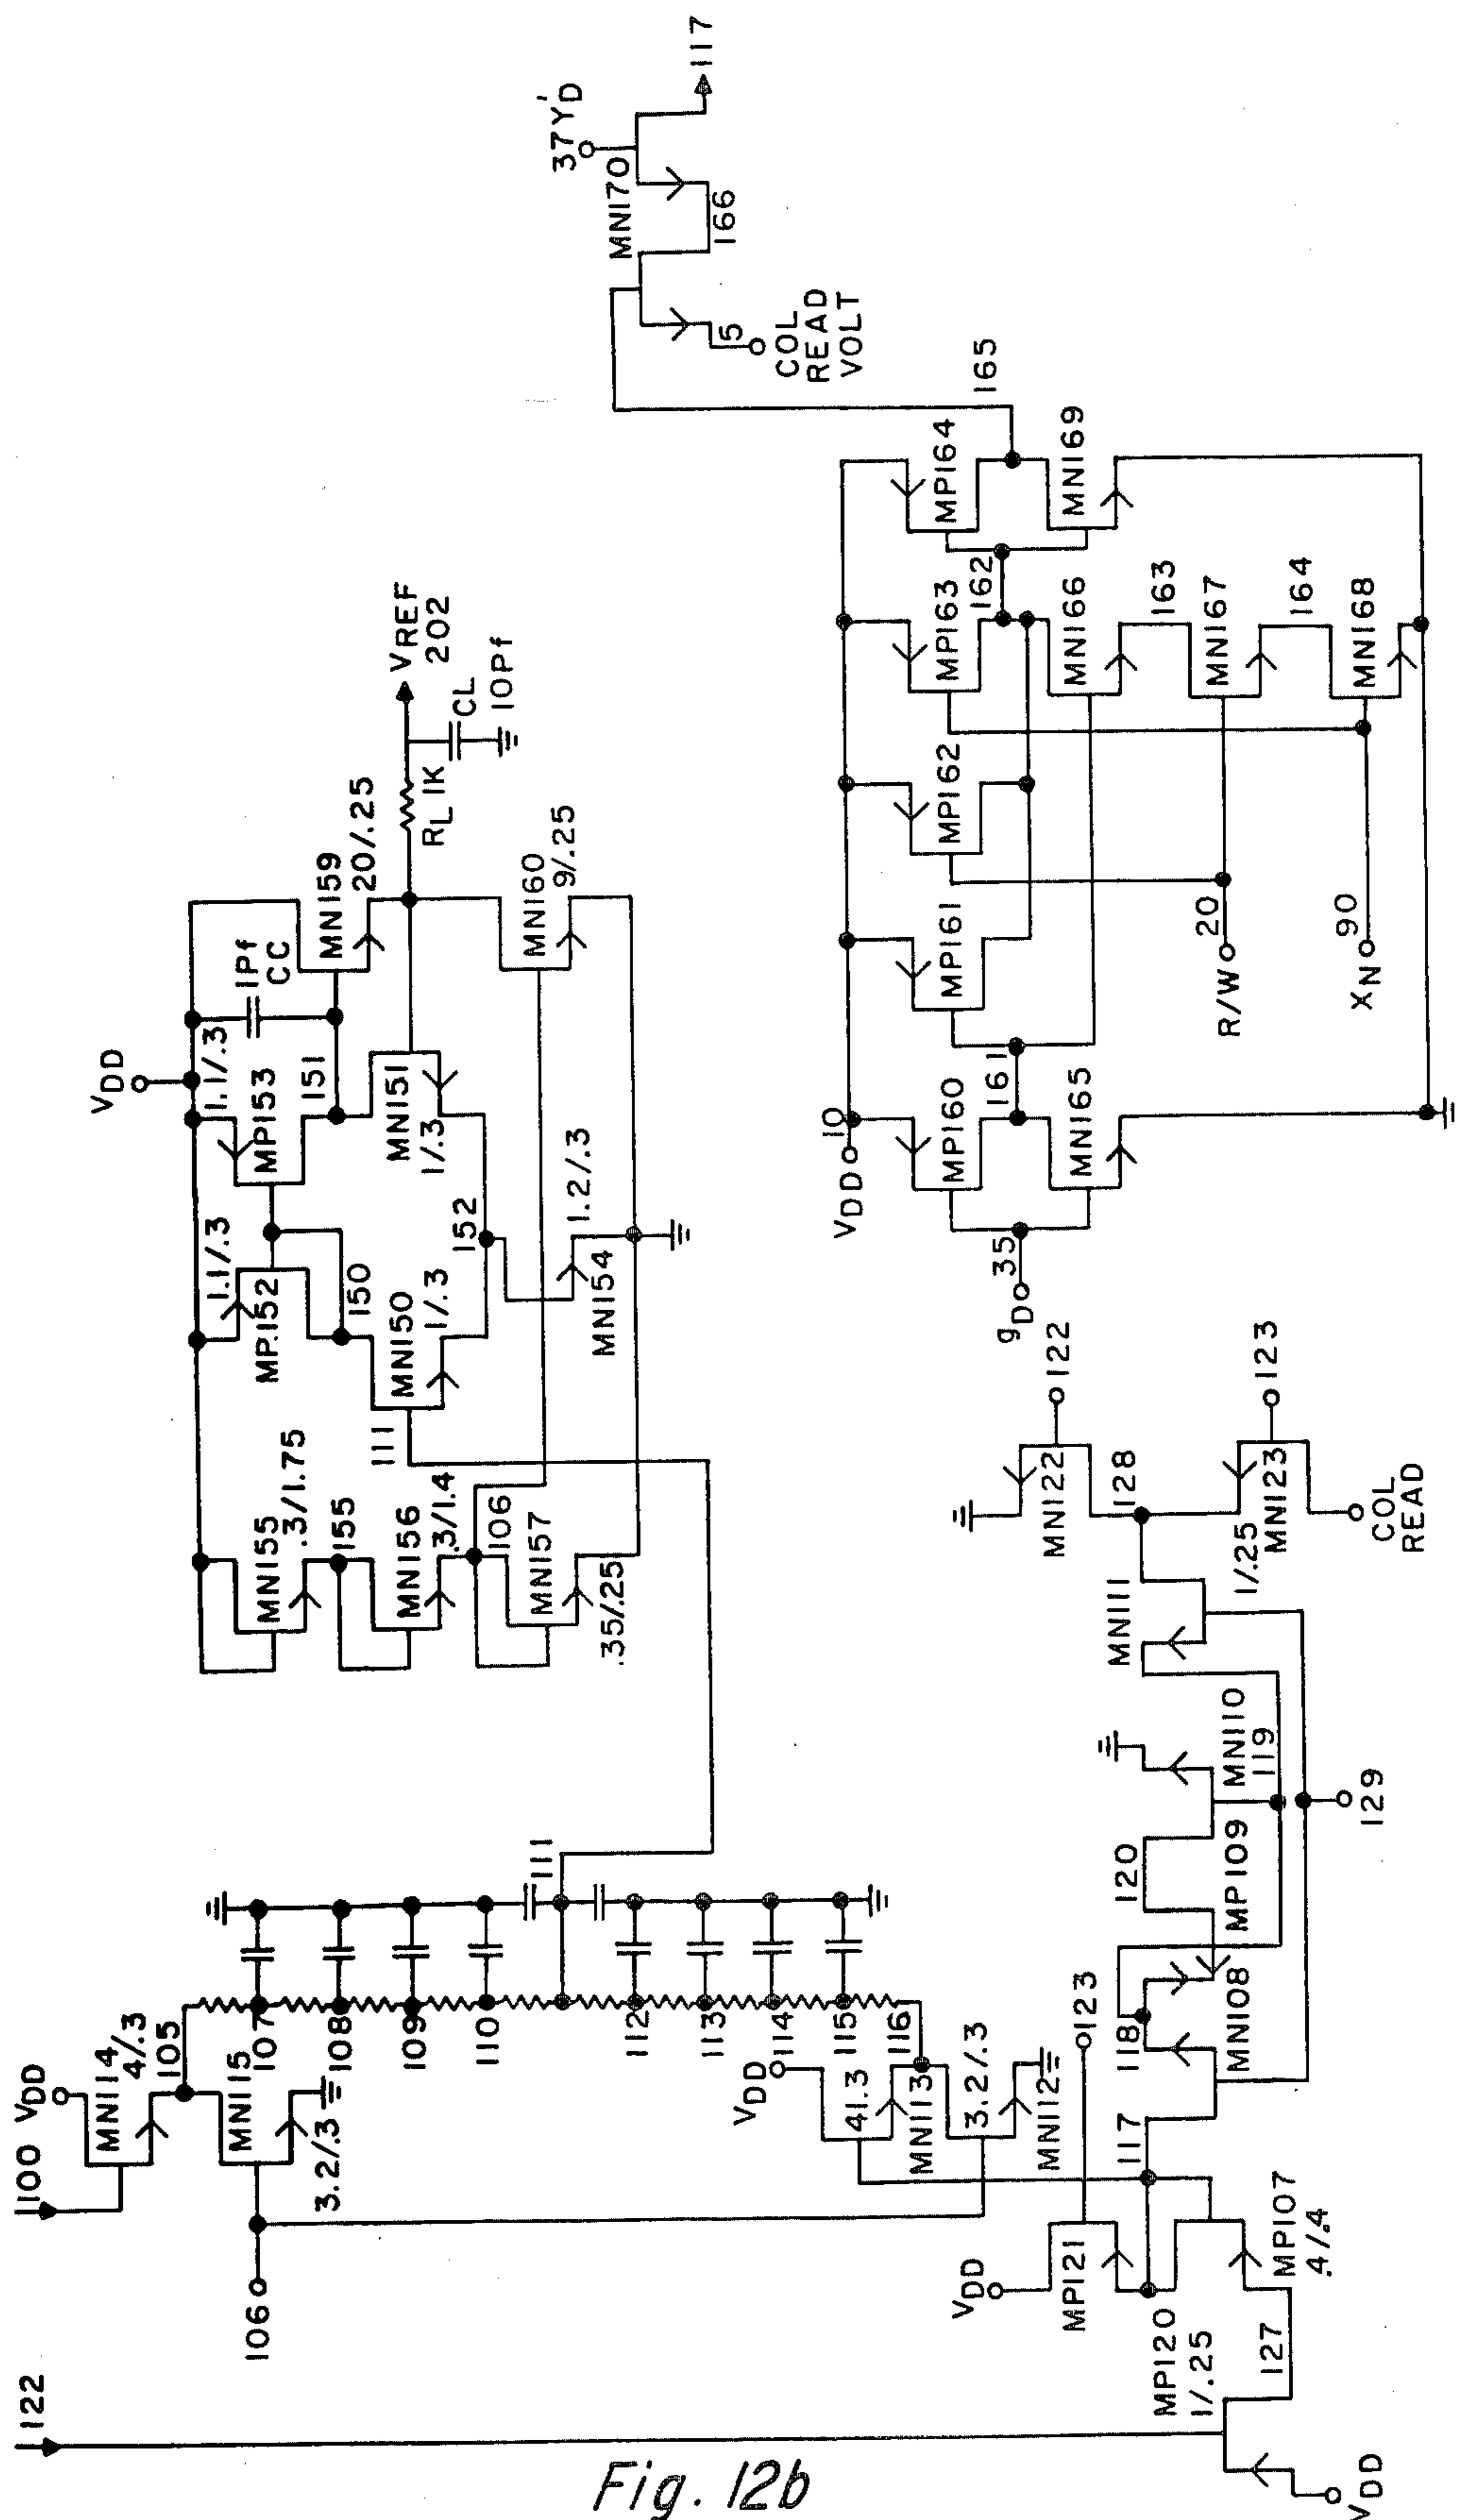 37Y'D
117
MN170
166
5
COL
READ
VOLT
165
VDD
1.1/.3
1Pf
CC
MN159
20/.25
VREF
202
CL
10Pf
RL 1K
MP153
151
1.1/.3
MP152
150
MN151
1/.3
MN160
9/.25
MN155
.3/1.75
155
MN150
1/.3
152
1.2/.3
MN154
111
MN156
.3/1.4
106
MN157
.35/.25
VDD
10
MP160
161
MN165
35
gD
MP161
MP162
MP163
162
MN166
163
MN167
164
MN168
MP164
MN169
R/W
20
XN
90
1100
VDD
MN114
4/.3
105
MN115
3.2/.3
106
107
108
109
110
111
112
113
114
115
116
VDD
41.3
MN113
3.2/.3
MN112
122
VDD
MP121
123
117
MP107
.4/.4
MP120
1/.25
127
VDD
118
MN108
MP109
120
MN110
119
129
MN111
MN122
122
128
1/.25
MN123
123
COL
READ
Fig. 12b